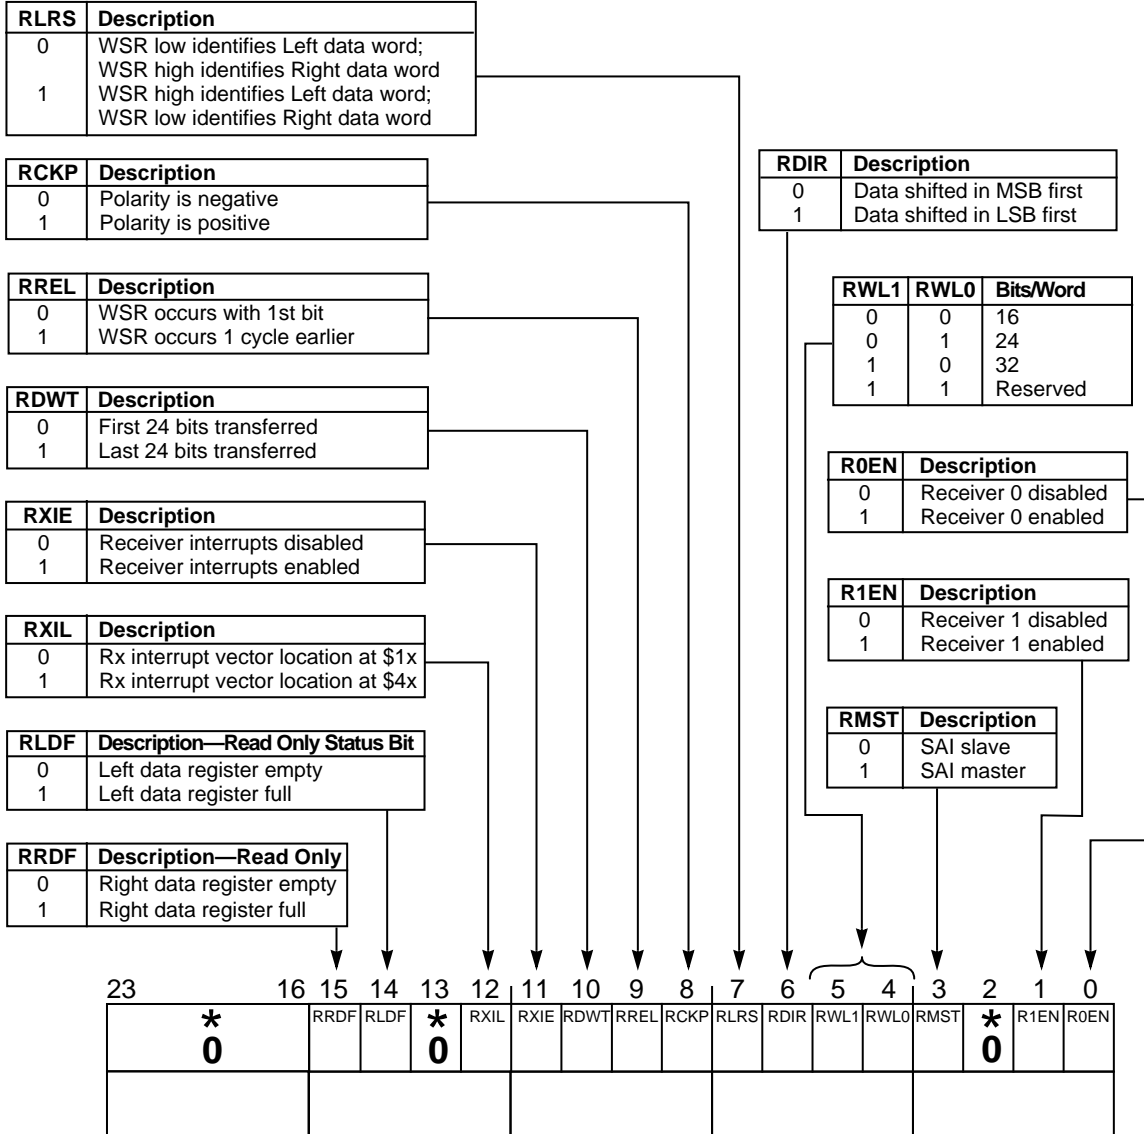 RLRS Description
0 WSR low identifies Left data word;
WSR high identifies Right data word
1 WSR high identifies Left data word;
WSR low identifies Right data word
RCKP Description
0 Polarity is negative
1 Polarity is positive
RDIR Description
0 Data shifted in MSB first
1 Data shifted in LSB first
RREL Description
0 WSR occurs with 1st bit
1 WSR occurs 1 cycle earlier
RWL1 RWL0 Bits/Word
0 0 16
0 1 24
1 0 32
1 1 Reserved
RDWT Description
0 First 24 bits transferred
1 Last 24 bits transferred
R0EN Description
0 Receiver 0 disabled
1 Receiver 0 enabled
RXIE Description
0 Receiver interrupts disabled
1 Receiver interrupts enabled
R1EN Description
0 Receiver 1 disabled
1 Receiver 1 enabled
RXIL Description
0 Rx interrupt vector location at $1x
1 Rx interrupt vector location at $4x
RMST Description
0 SAI slave
1 SAI master
RLDF Description—Read Only Status Bit
0 Left data register empty
1 Left data register full
RRDF Description—Read Only
0 Right data register empty
1 Right data register full
23 16 15 14 13 12 11 10 9 8 7 6 5 4 3 2 1 0
* RRDF RLDF * RXIL RXIE RDWT RREL RCKP RLRS RDIR RWL1 RWL0 RMST * R1EN R0EN
0 0 0